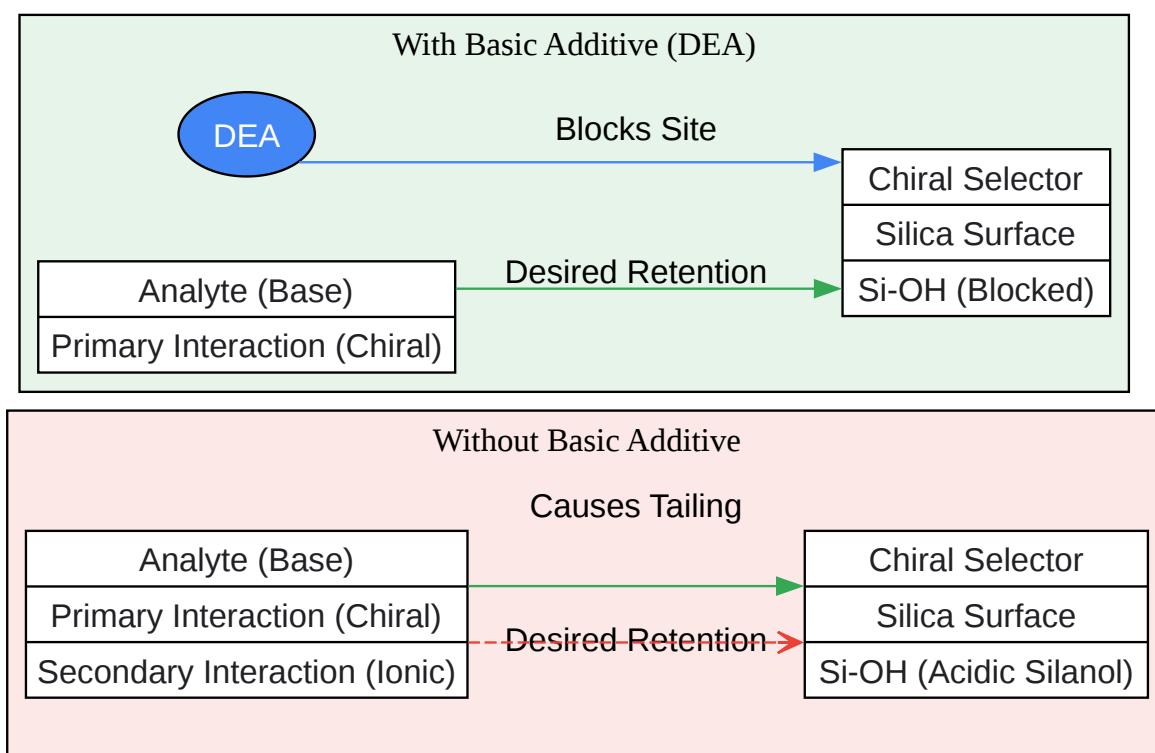 With Basic Additive (DEA)
DEA
Blocks Site
Chiral Selector
Silica Surface
Si-OH (Blocked)
Desired Retention
Analyte (Base)
Primary Interaction (Chiral)
Without Basic Additive
Causes Tailing
Analyte (Base)
Primary Interaction (Chiral)
Secondary Interaction (Ionic)
Desired Retention
Chiral Selector
Silica Surface
Si-OH (Acidic Silanol)